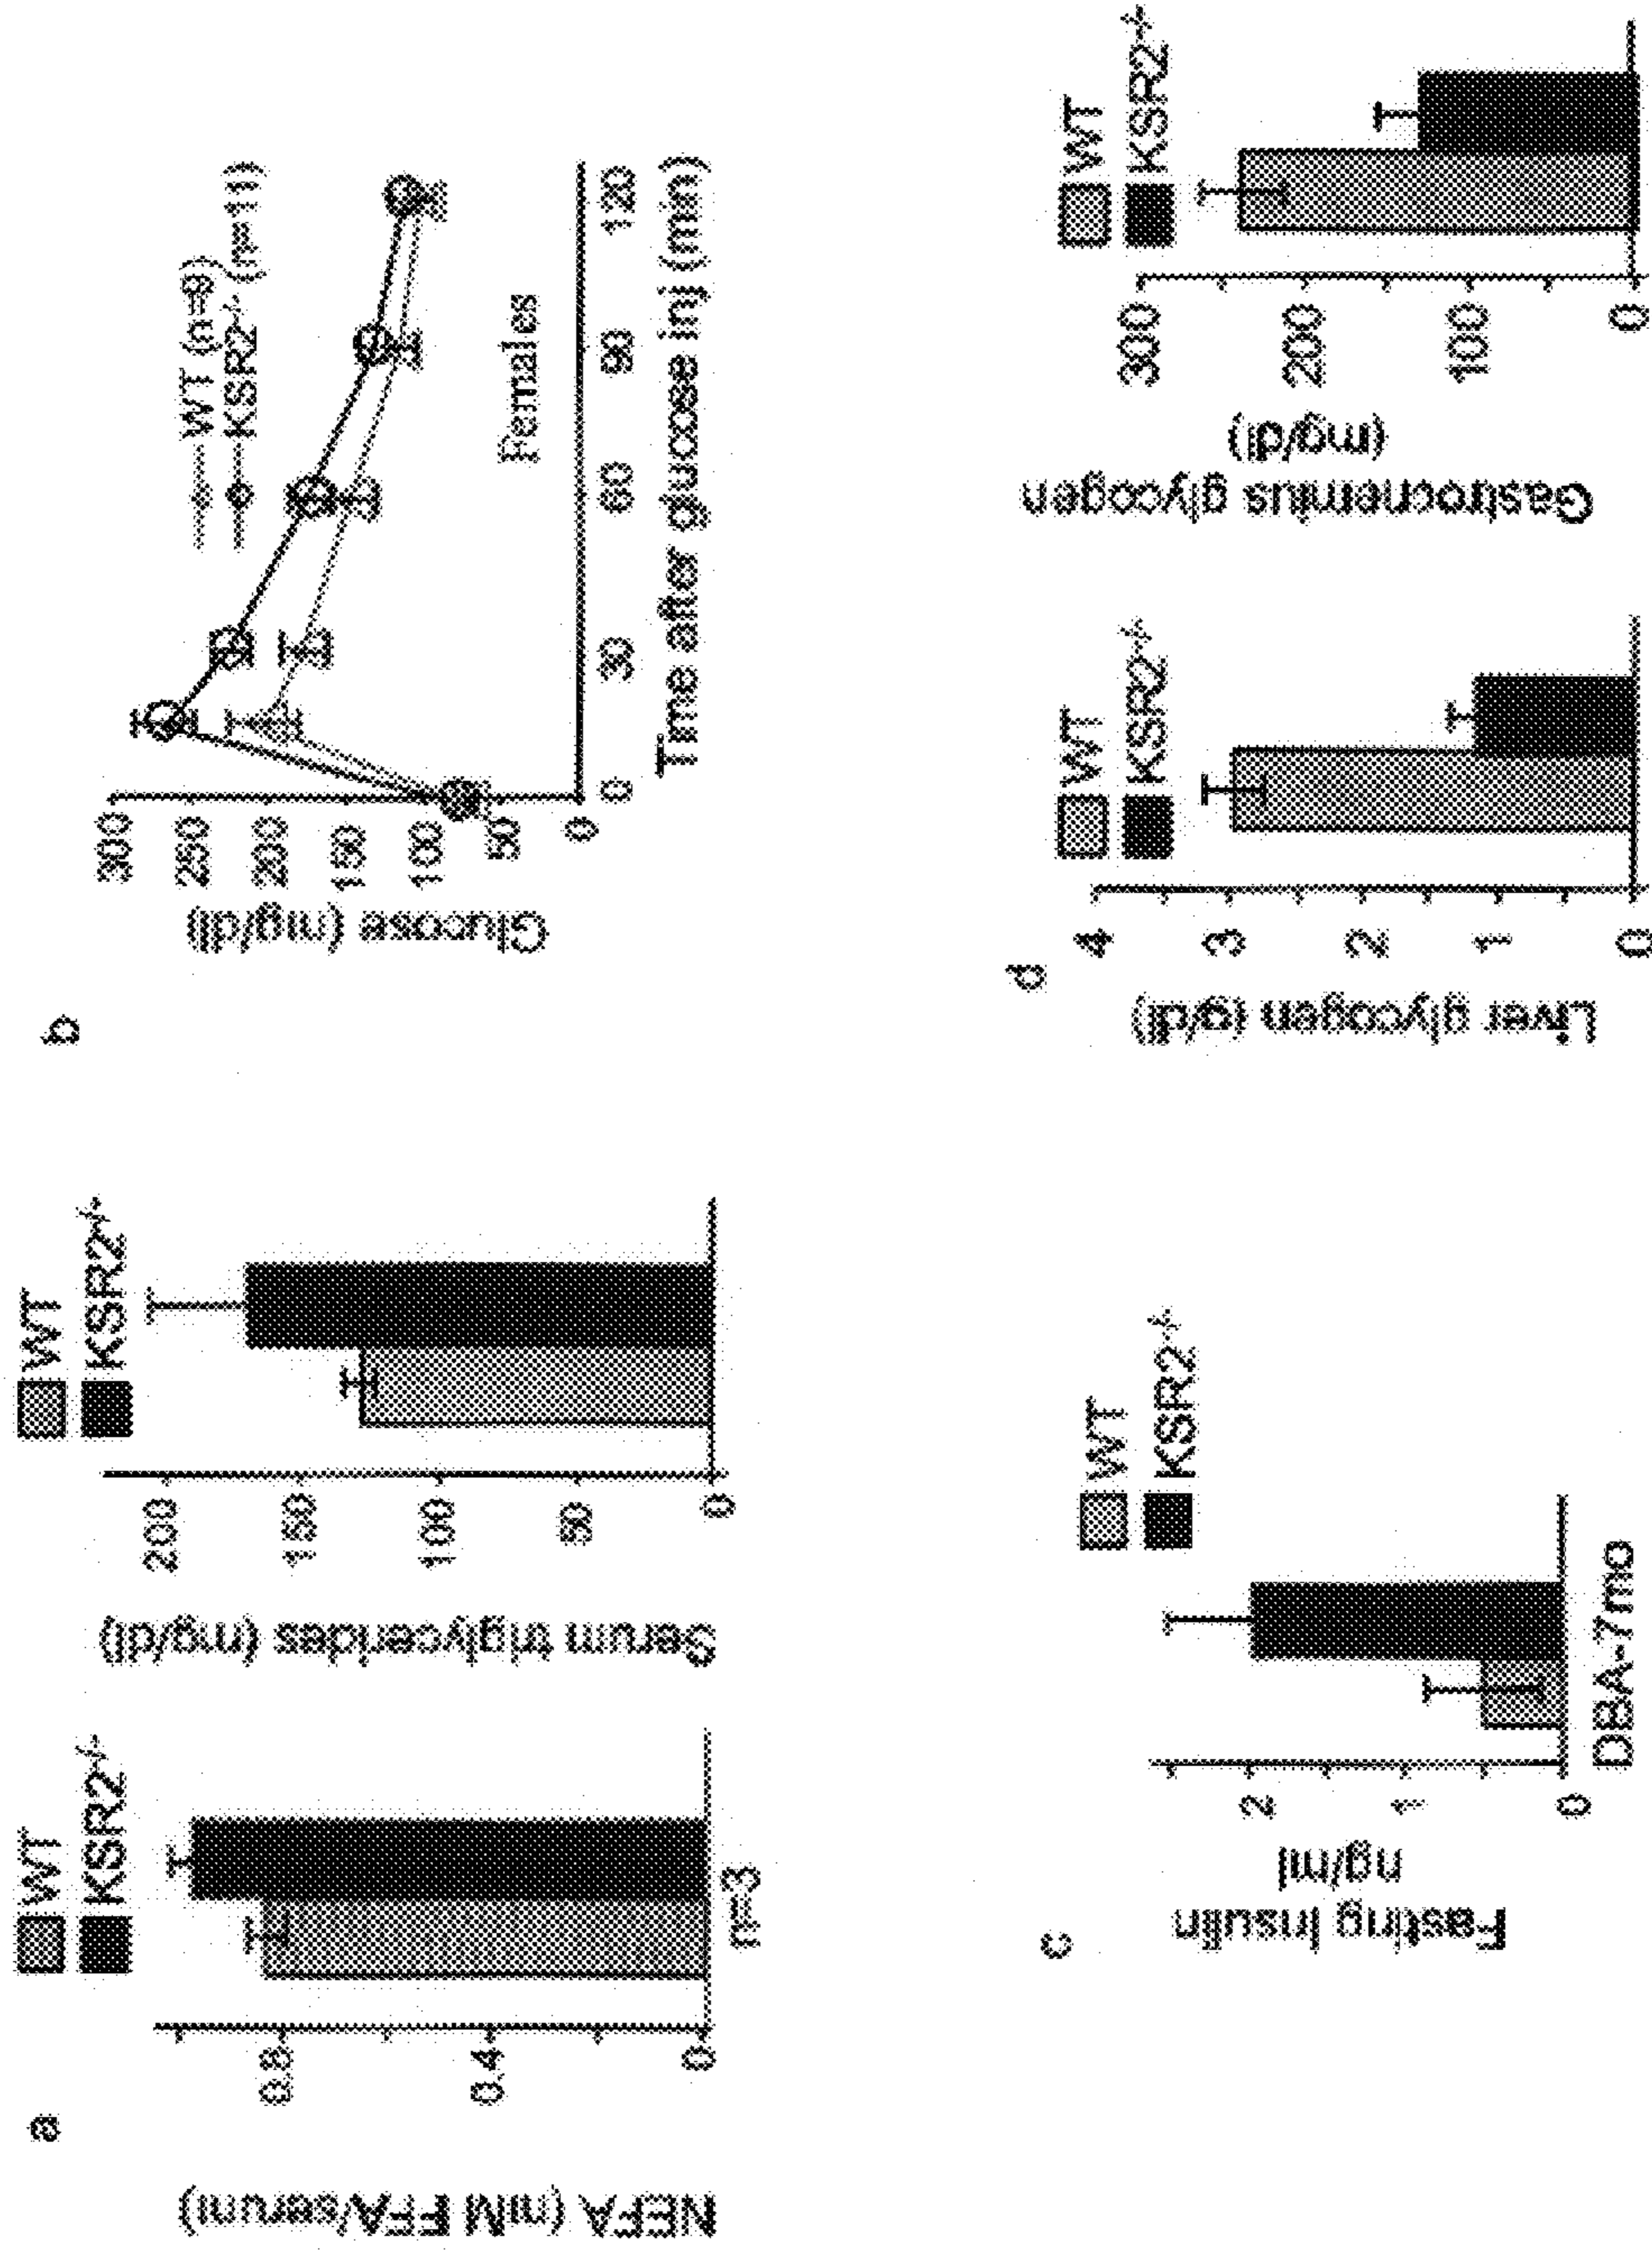 a
NEFA (mM FFA/serum)
0.8
0.4
0
WT
KSR2-/-
n=3
Serum triglycerides (mg/dl)
200
150
100
50
0
WT
KSR2-/-
b
Glucose (mg/dl)
300
250
200
150
100
50
0
WT (n=9)
KSR2-/- (n=11)
Females
0 30 60 90 120
Time after glucose inj (min)
c
Fasting Insulin
ng/ml
2
1
0
WT
KSR2-/-
DBA-7mo
d
Liver glycogen (g/dl)
4
3
2
1
0
WT
KSR2-/-
Gastrocnemius glycogen
(mg/dl)
300
200
100
0
WT
KSR2-/-